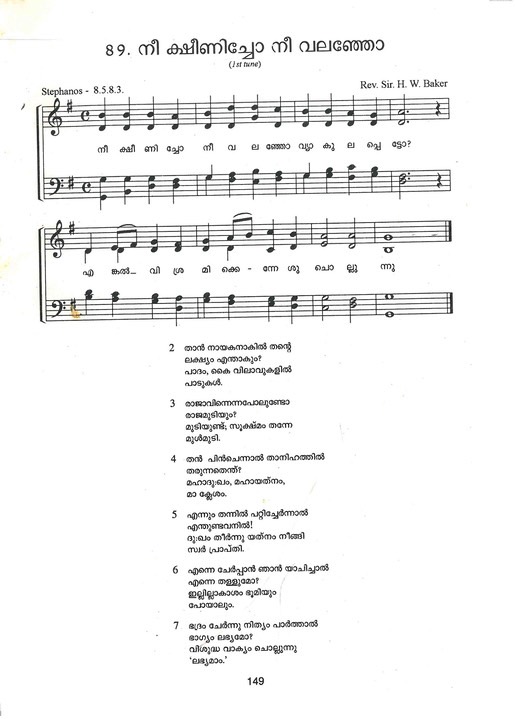 89. നീ ക്ഷീണിച്ചോ നീ വലഞ്ഞോ
(1st tune)
Stephanos - 8.5.8.3.
Rev. Sir. H. W. Baker
നീ ക്ഷീ ണി ച്ചോ നീ വ ല ഞ്ഞോ വ്യാ കു ല പ്പെ ട്ടോ?
എ ങ്കൽ വി ശ്ര മി ക്കെ - ന്നേ ശു ചൊ ല്ലു ന്നു
2 താൻ നായകനാകിൽ തന്റെ
ലക്ഷ്യം എന്താകും?
പാദം, കൈ വിലാവുകളിൽ
പാടുകൾ.
3 രാജാവിന്നെന്നപോലുണ്ടോ
രാജമുടിയും?
മുടിയുണ്ട്; സൂക്ഷ്മം തന്നേ
മുൾമുടി.
4 തൻ പിൻചെന്നാൽ താനിഹത്തിൽ
തരുന്നതെന്ത്?
മഹാദുഃഖം, മഹായത്നം,
മാ ക്ലേശം.
5 എന്നും തന്നിൽ പറ്റിച്ചേർന്നാൽ
എന്തുണ്ടവനിൽ!
ദുഃഖം തീർന്നു യത്നം നീങ്ങി
സ്വർ പ്രാപ്തി.
6 എന്നെ ചേർപ്പാൻ ഞാൻ യാചിച്ചാൽ
എന്നെ തള്ളുമോ?
ഇല്ലില്ലാകാശം ഭൂമിയും
പോയാലും.
7 ഭദ്രം ചേർന്നു നിത്യം പാർത്താൽ
ഭാഗ്യം ലഭ്യമോ?
വിശുദ്ധ വാക്യം ചൊല്ലുന്നു
'ലഭ്യമാം.'
149